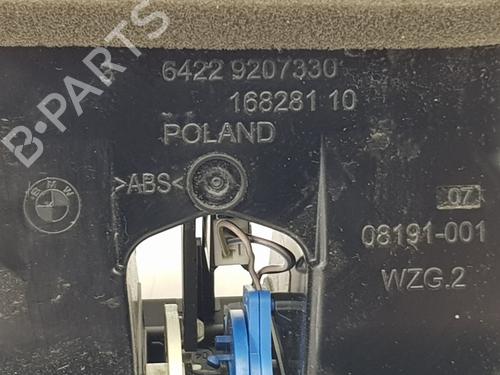 6422 9207330
168281 10
POLAND
>ABS<
BMW
07
08191-001
WZG.2
B-PARTS